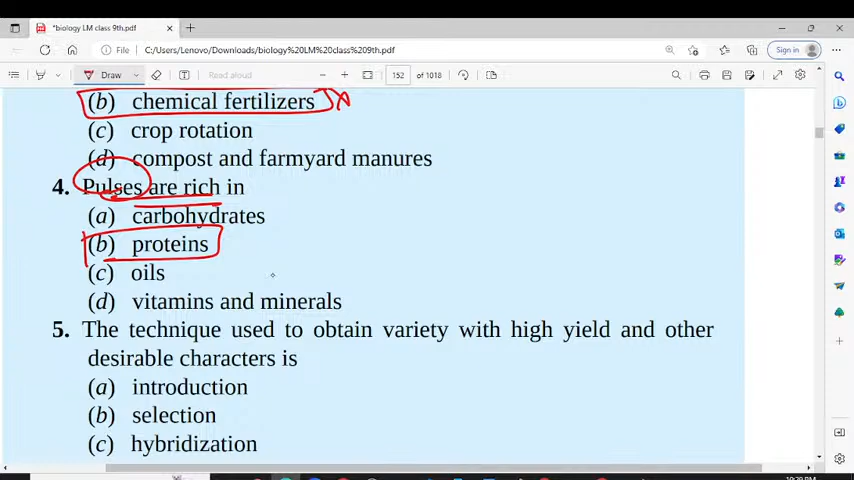 *biology LM class 9th.pdf
File
C:/Users/Lenovo/Downloads/biology%20LM%20class%209th.pdf
Sign in
Draw
Read aloud
152 of 1018
(b) chemical fertilizers
(c) crop rotation
(d) compost and farmyard manures
4. Pulses are rich in
(a) carbohydrates
(b) proteins
(c) oils
(d) vitamins and minerals
5. The technique used to obtain variety with high yield and other
desirable characters is
(a) introduction
(b) selection
(c) hybridization